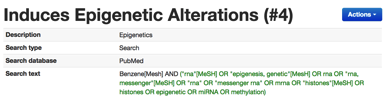 Induces Epigenetic Alterations (#4)
Actions
Description Epigenetics
Search type Search
Search database PubMed
Search text Benzene[Mesh] AND ("rna"[MeSH] OR "epigenesis, genetic"[MesH] OR rna OR "rna,
messenger"[MeSH] OR "rna" OR "messenger rna" OR mrna OR "histones"[MeSH] OR
histones OR epigenetic OR miRNA OR methylation)